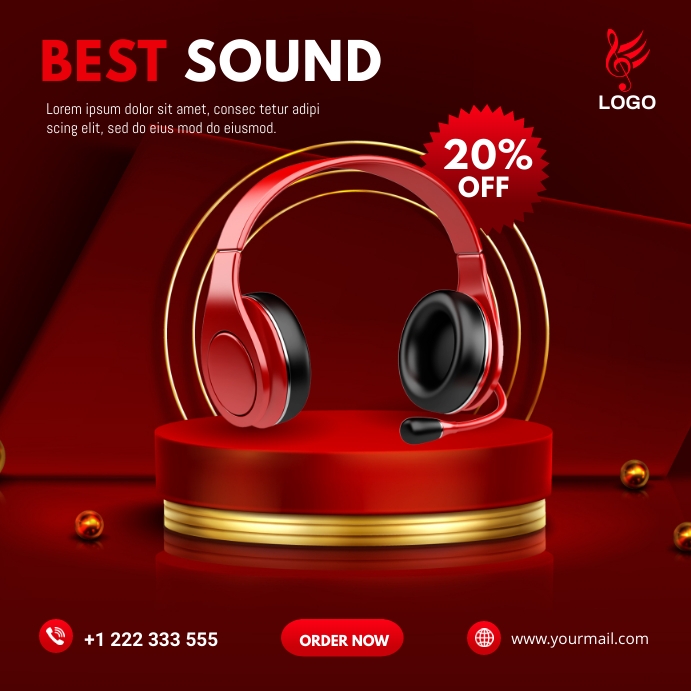 BEST SOUND
LOGO
Lorem ipsum dolor sit amet, consec tetur adipi
scing elit, sed do eius mod do eiusmod.
20%
OFF
+1 222 333 555
ORDER NOW
www.yourmail.com